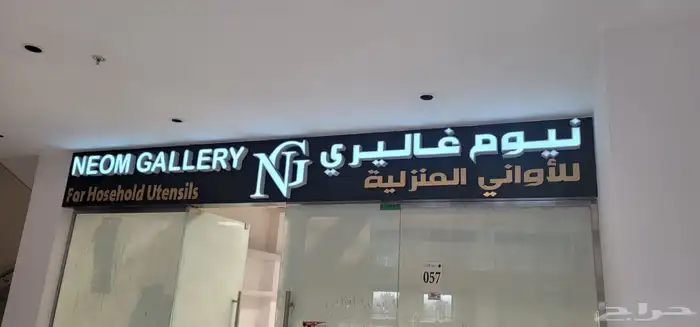 NEOM GALLERY
For Hosehold Utensils
NG
نيوم غاليري
للأواني المنزلية
057
حراج